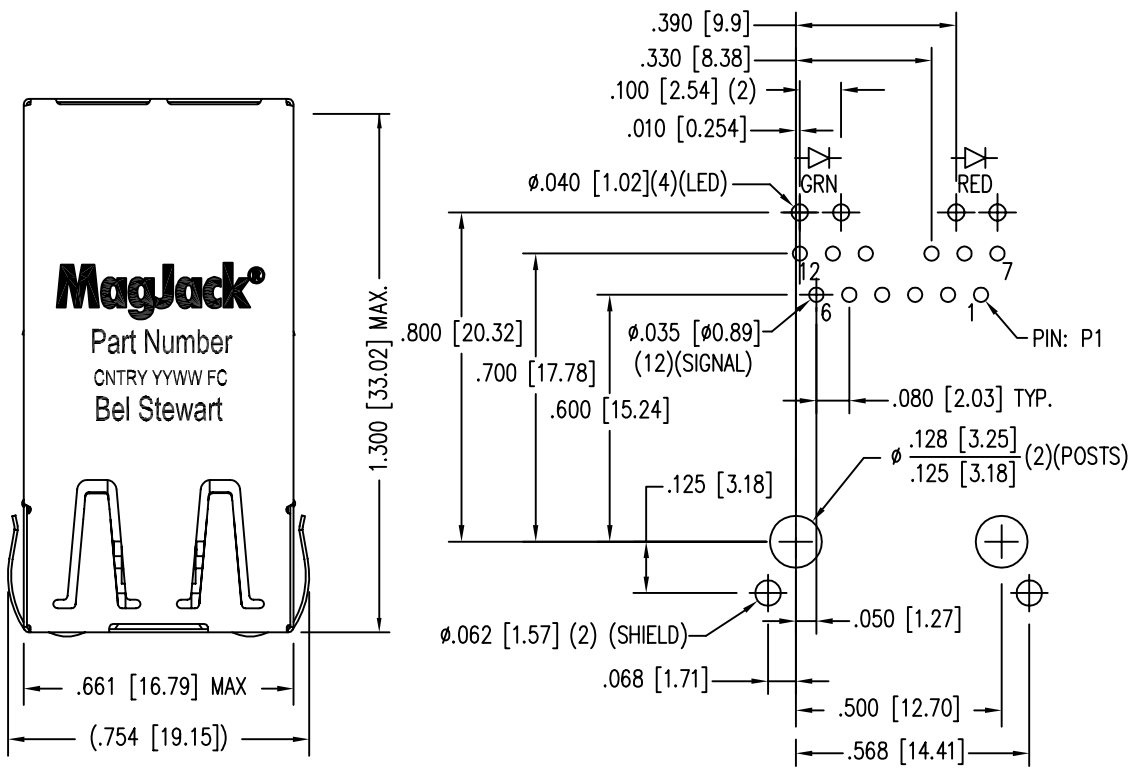 MagJack®
Part Number
CNTRY YYWW FC
Bel Stewart
1.300 [33.02] MAX.
.661 [16.79] MAX
(.754 [19.15])
.390 [9.9]
.330 [8.38]
.100 [2.54] (2)
.010 [0.254]
GRN
RED
ø.040 [1.02](4)(LED)
12
7
6
1
.800 [20.32]
ø.035 [ø0.89]
(12)(SIGNAL)
PIN: P1
.700 [17.78]
.600 [15.24]
.080 [2.03] TYP.
ø .128 [3.25]
.125 [3.18] (2)(POSTS)
.125 [3.18]
ø.062 [1.57] (2) (SHIELD)
.050 [1.27]
.068 [1.71]
.500 [12.70]
.568 [14.41]